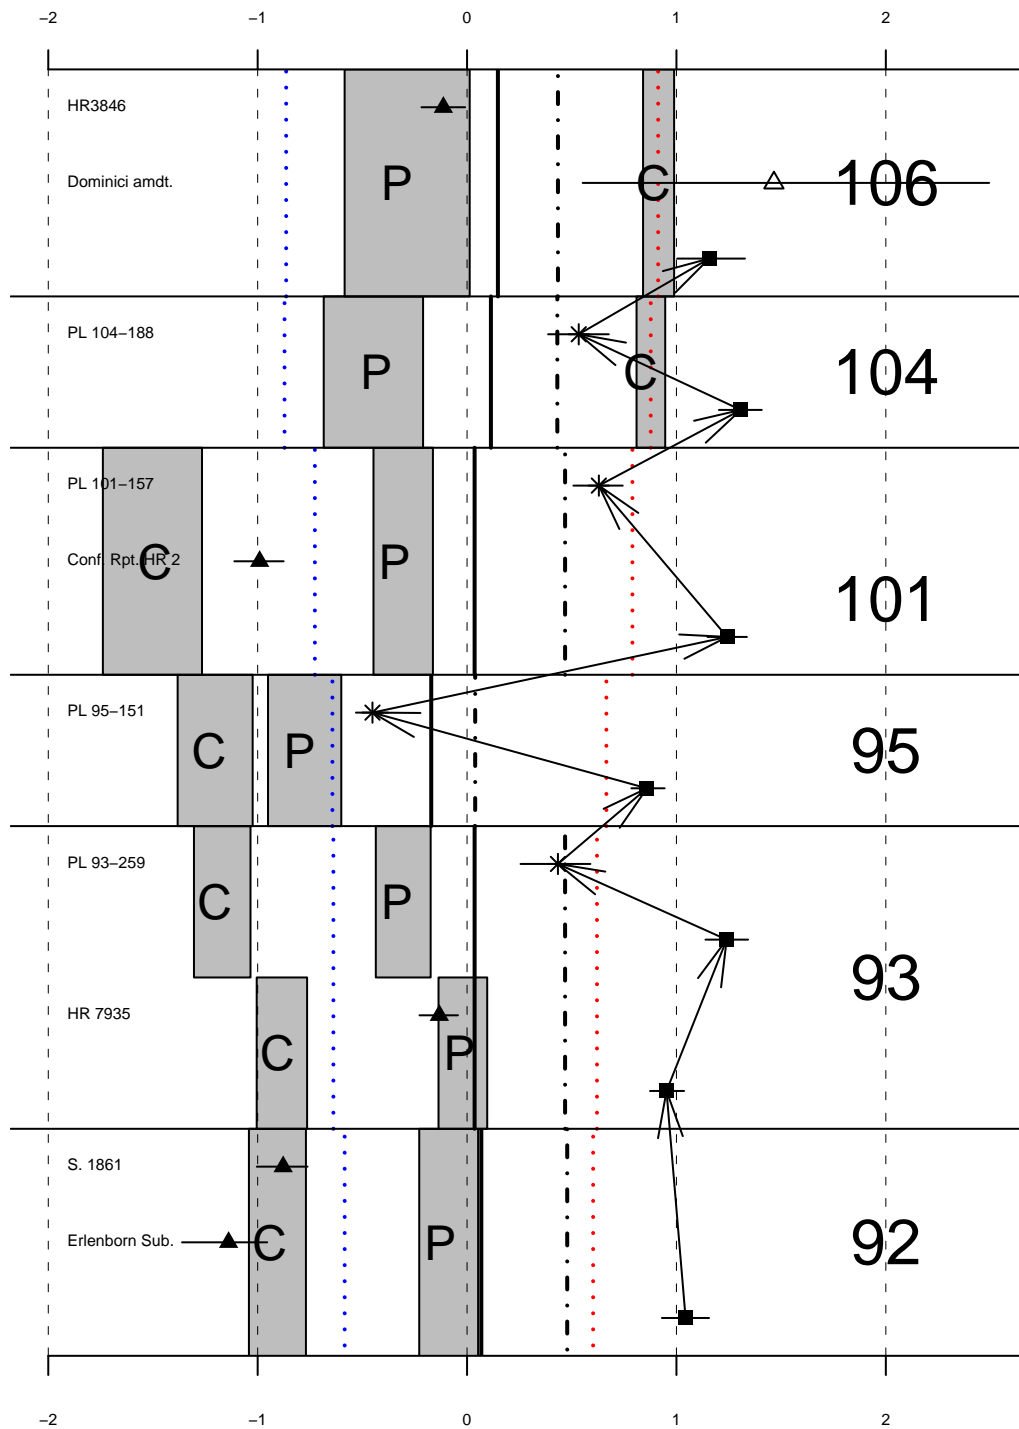 −2 −1 0 1 2
HR3846
Dominici amdt.
P
C
106
PL 104−188
P
C
104
PL 101−157
Conf. Rpt. HR 2
C
P
101
PL 95−151
C
P
95
PL 93−259
C
P
93
HR 7935
C
P
S. 1861
Erlenborn Sub.
C
P
92
−2 −1 0 1 2